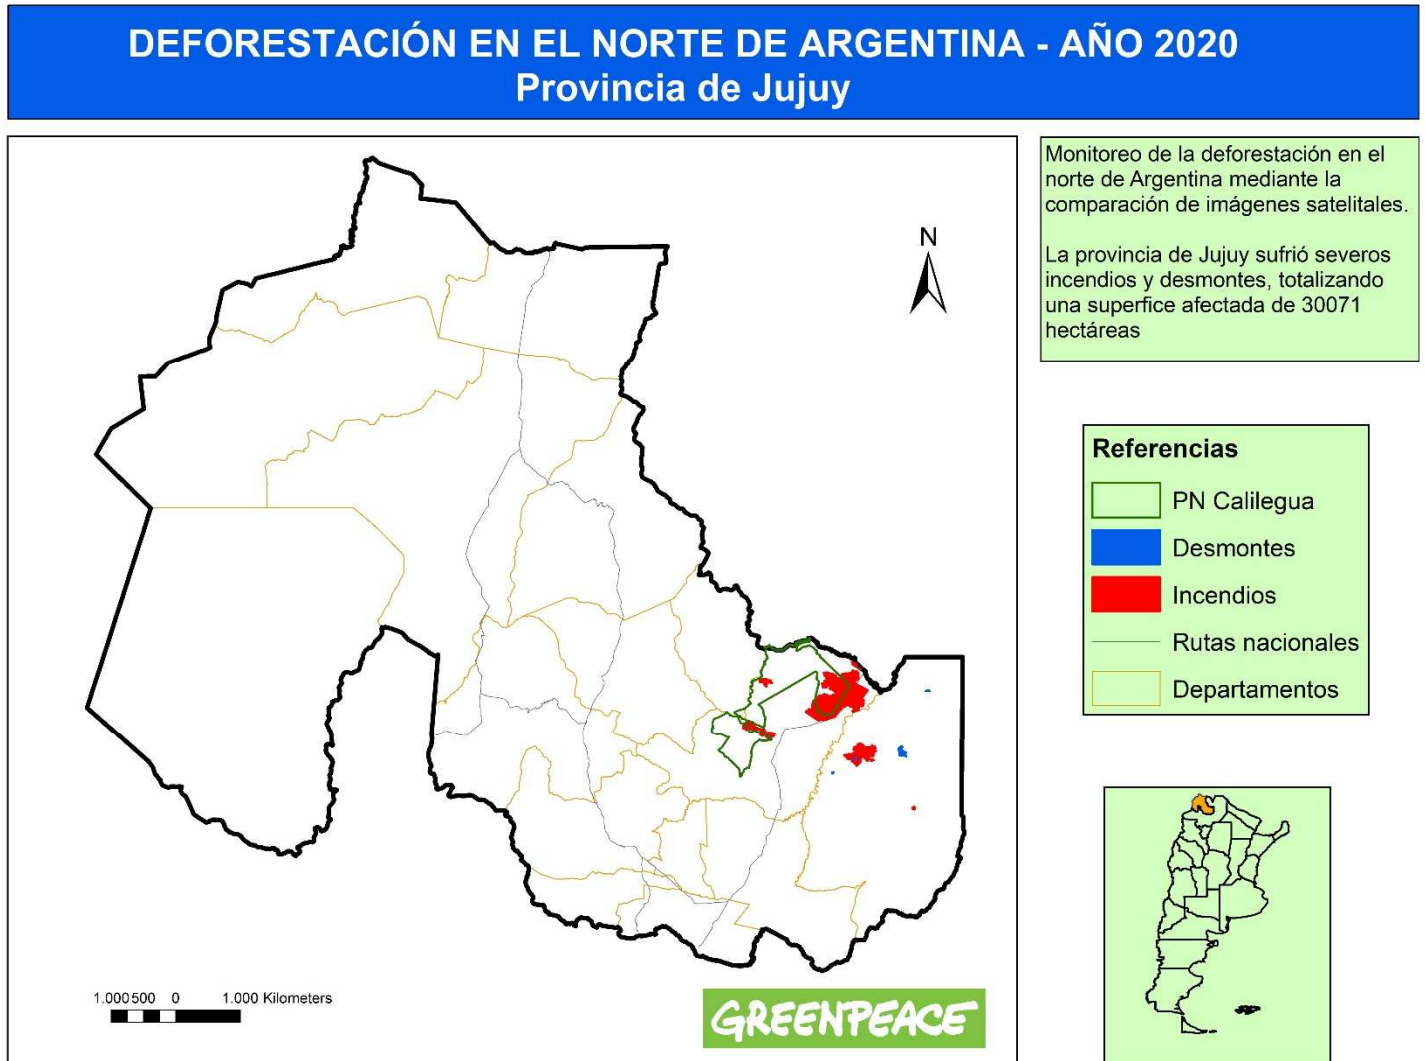 DEFORESTACIÓN EN EL NORTE DE ARGENTINA - AÑO 2020
Provincia de Jujuy
Monitoreo de la deforestación en el
norte de Argentina mediante la
comparación de imágenes satelitales.
La provincia de Jujuy sufrió severos
incendios y desmontes, totalizando
una superfice afectada de 30071
hectáreas
N
Referencias
PN Calilegua
Desmontes
Incendios
Rutas nacionales
Departamentos
1.000 500 0 1.000 Kilometers
GREENPEACE